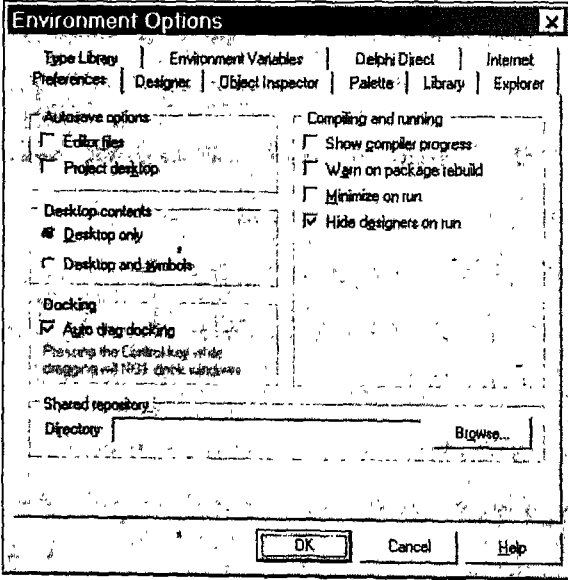 Environment Options
Type Library Environment Variables Delphi Direct Internet
Preferences Designer Object Inspector Palette Library Explorer
Autosave options
Editor files
Project desktop
Desktop contents
Desktop only
Desktop and symbols
Docking
Auto drag docking
Pressing the Control key while
dragging will NOT dock windows
Compiling and running
Show compiler progress
Warn on package rebuild
Minimize on run
Hide designers on run
Shared repository
Directory
Browse...
OK Cancel Help